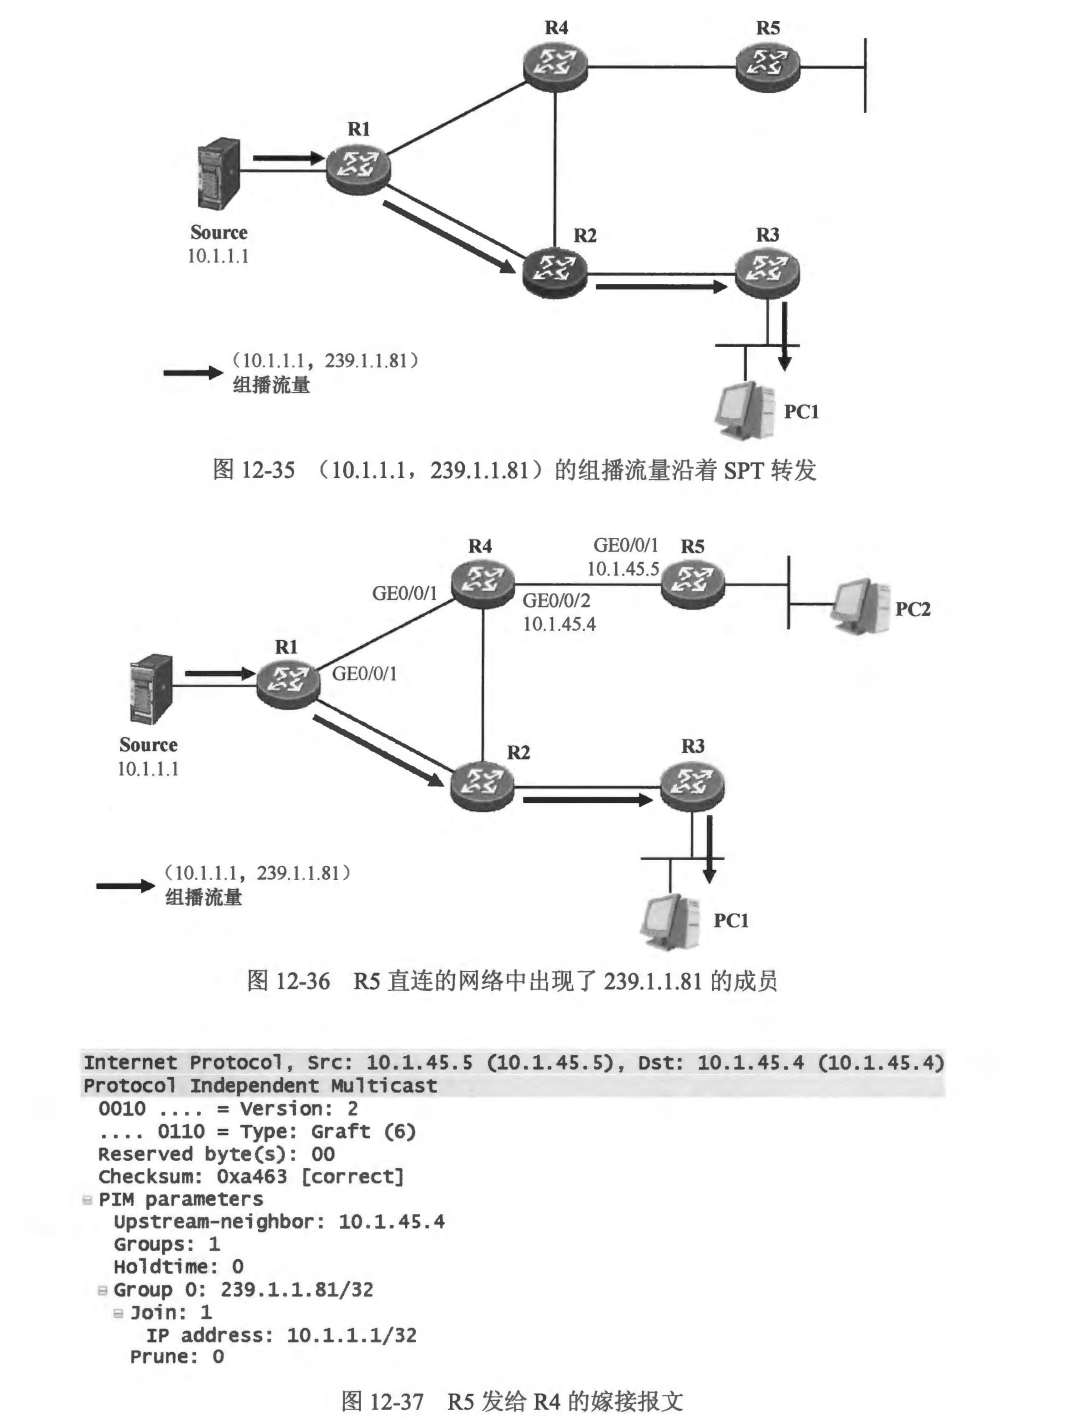 R4
R5
R1
Source
10.1.1.1
R2
R3
（10.1.1.1，239.1.1.81）
组播流量
PC1
图 12-35 （10.1.1.1，239.1.1.81）的组播流量沿着 SPT 转发
R4
GE0/0/1
R5
10.1.45.5
GE0/0/1
GE0/0/2
PC2
10.1.45.4
R1
GE0/0/1
Source
10.1.1.1
R2
R3
（10.1.1.1，239.1.1.81）
组播流量
PC1
图 12-36 R5 直连的网络中出现了 239.1.1.81 的成员
Internet Protocol, Src: 10.1.45.5 (10.1.45.5), Dst: 10.1.45.4 (10.1.45.4)
Protocol Independent Multicast
0010 .... = Version: 2
.... 0110 = Type: Graft (6)
Reserved byte(s): 00
Checksum: 0xa463 [correct]
PIM parameters
Upstream-neighbor: 10.1.45.4
Groups: 1
Holdtime: 0
Group 0: 239.1.1.81/32
Join: 1
IP address: 10.1.1.1/32
Prune: 0
图 12-37 R5 发给 R4 的嫁接报文